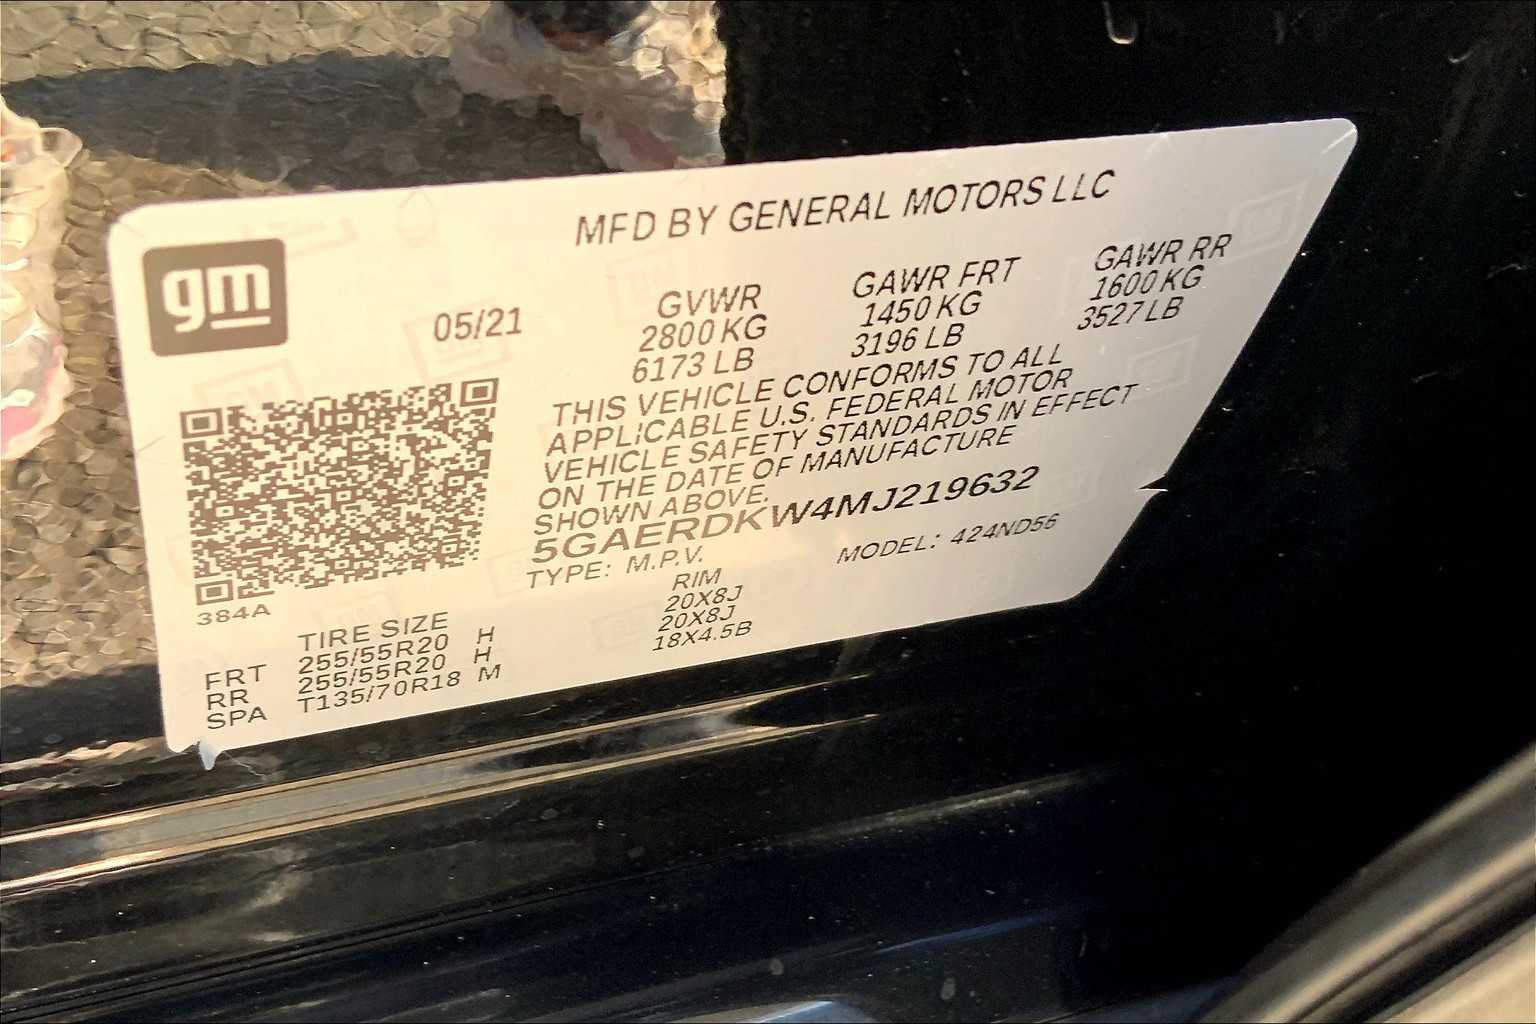 MFD BY GENERAL MOTORS LLC
gm
05/21
GVWR GAWR FRT GAWR RR
2800 KG 1450 KG 1600 KG
6173 LB 3196 LB 3527 LB
THIS VEHICLE CONFORMS TO ALL
APPLICABLE U.S. FEDERAL MOTOR
VEHICLE SAFETY STANDARDS IN EFFECT
ON THE DATE OF MANUFACTURE
SHOWN ABOVE.
5GAERDKW4MJ219632
TYPE: M.P.V. MODEL: 424ND56
384A
TIRE SIZE RIM
FRT 255/55R20 H 20X8J
RR 255/55R20 H 20X8J
SPA T135/70R18 M 18X4.5B